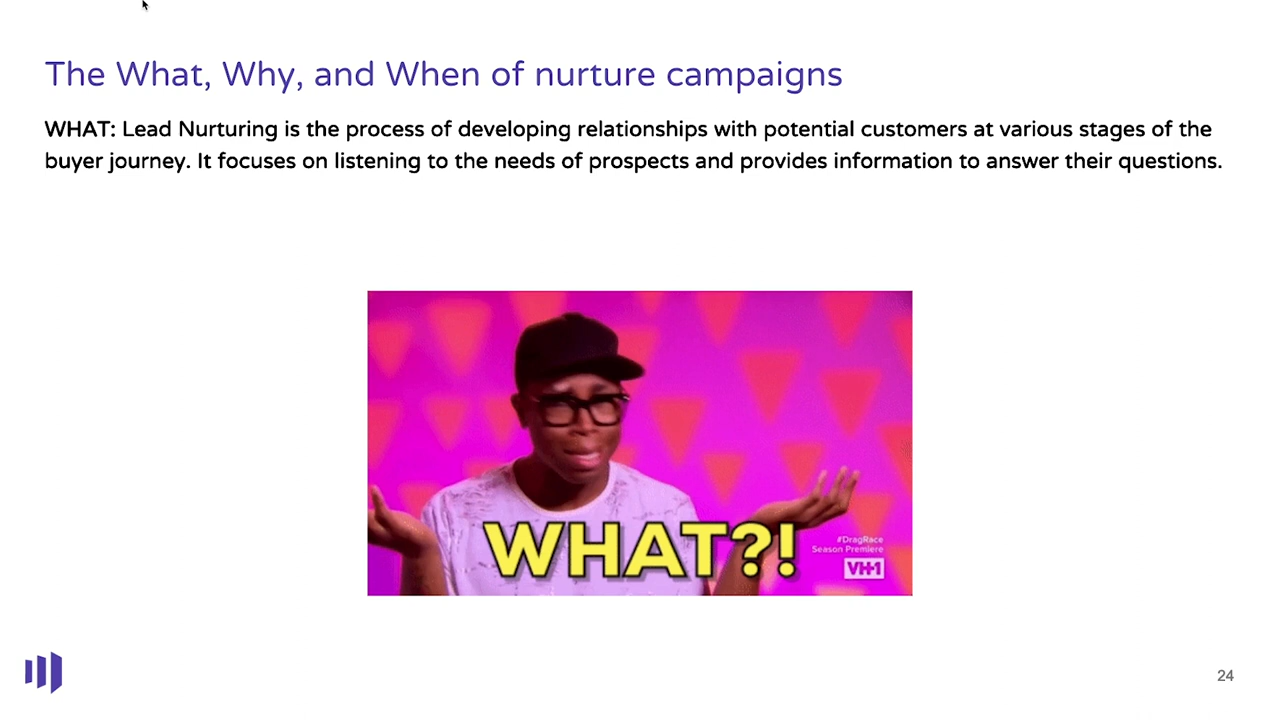 The What, Why, and When of nurture campaigns
WHAT: Lead Nurturing is the process of developing relationships with potential customers at various stages of the
buyer journey. It focuses on listening to the needs of prospects and provides information to answer their questions.
WHAT?!
#DragRace
Season Premiere
VH1
24